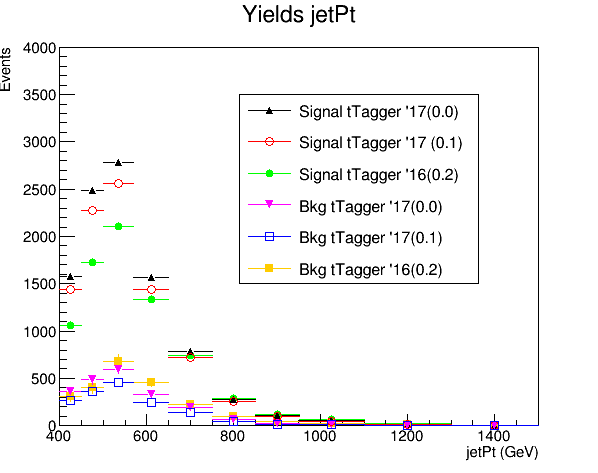 Yields jetPt
Events
4000
3500
3000
2500
2000
1500
1000
500
0
400
600
800
1000
1200
1400
jetPt (GeV)
Signal tTagger '17(0.0)
Signal tTagger '17 (0.1)
Signal tTagger '16(0.2)
Bkg tTagger '17(0.0)
Bkg tTagger '17(0.1)
Bkg tTagger '16(0.2)